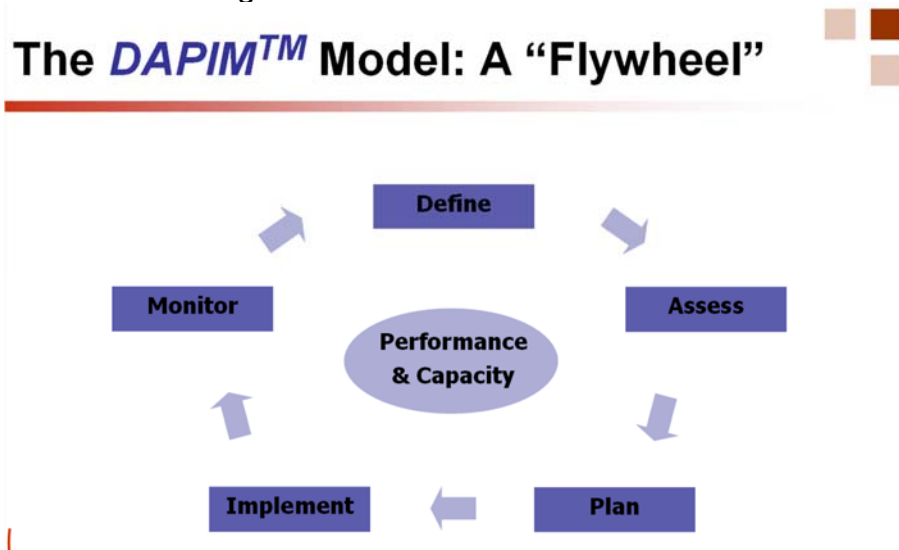 The DAPIM™ Model: A “Flywheel”
Define
Monitor
Assess
Performance
& Capacity
Implement
Plan